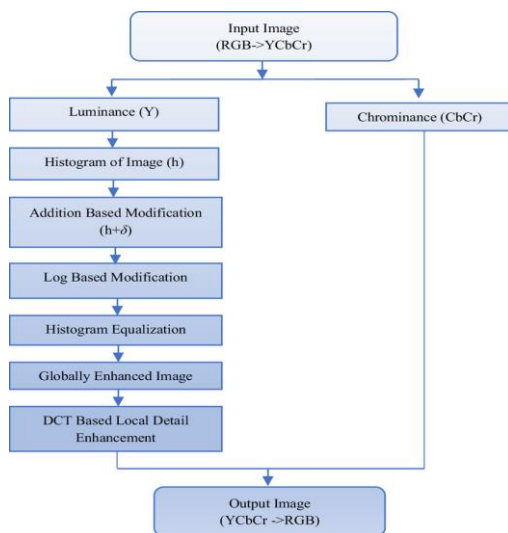 Input Image
(RGB->YCbCr)
Luminance (Y)
Chrominance (CbCr)
Histogram of Image (h)
Addition Based Modification
(h+δ)
Log Based Modification
Histogram Equalization
Globally Enhanced Image
DCT Based Local Detail
Enhancement
Output Image
(YCbCr ->RGB)